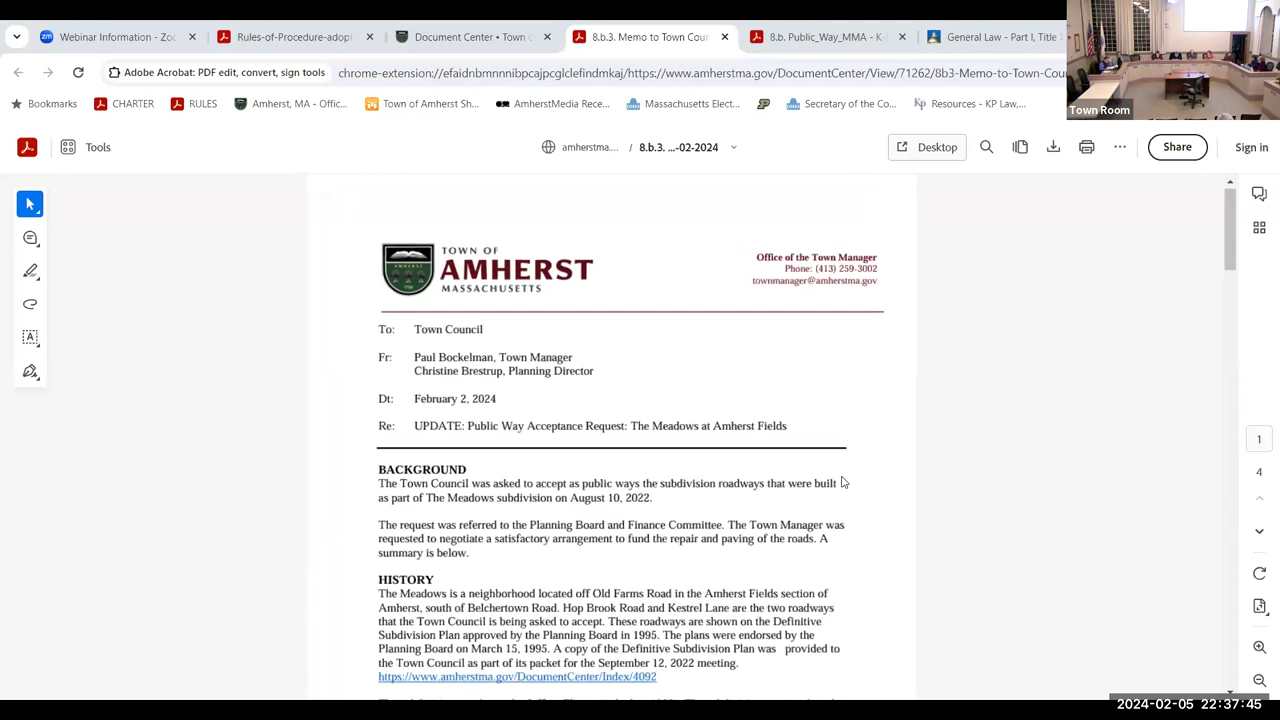 Webinar Information - Zoo
Rules-of-Procedure-adopt
Document Center • Town o
8.b.3. Memo to Town Cour
8.b. Public_Way_MMA - K-
General Law - Part I, Title
Adobe Acrobat: PDF edit, convert, sign tools
chrome-extension://efaidnbmnnnibpcajpcglclefindmkaj/https://www.amherstma.gov/DocumentCenter/View/
262/8b3-Memo-to-Town-Cou
Bookmarks
CHARTER
RULES
Amherst, MA - Offic...
Town of Amherst Sh...
AmherstMedia Rece...
Massachusetts Elect...
Secretary of the Co...
Resources - KP Law,...
Town Room
Tools
amherstma....
/
8.b.3. ...-02-2024
Desktop
Share
Sign in
TOWN OF
AMHERST
MASSACHUSETTS
Office of the Town Manager
Phone: (413) 259-3002
townmanager@amherstma.gov
To: Town Council
Fr: Paul Bockelman, Town Manager
Christine Brestrup, Planning Director
Dt: February 2, 2024
Re: UPDATE: Public Way Acceptance Request: The Meadows at Amherst Fields
BACKGROUND
The Town Council was asked to accept as public ways the subdivision roadways that were built
as part of The Meadows subdivision on August 10, 2022.
The request was referred to the Planning Board and Finance Committee. The Town Manager was
requested to negotiate a satisfactory arrangement to fund the repair and paving of the roads. A
summary is below.
HISTORY
The Meadows is a neighborhood located off Old Farms Road in the Amherst Fields section of
Amherst, south of Belchertown Road. Hop Brook Road and Kestrel Lane are the two roadways
that the Town Council is being asked to accept. These roadways are shown on the Definitive
Subdivision Plan approved by the Planning Board in 1995. The plans were endorsed by the
Planning Board on March 15, 1995. A copy of the Definitive Subdivision Plan was provided to
the Town Council as part of its packet for the September 12, 2022 meeting.
https://www.amherstma.gov/DocumentCenter/Index/4092
1
4
2024-02-05 22:37:45